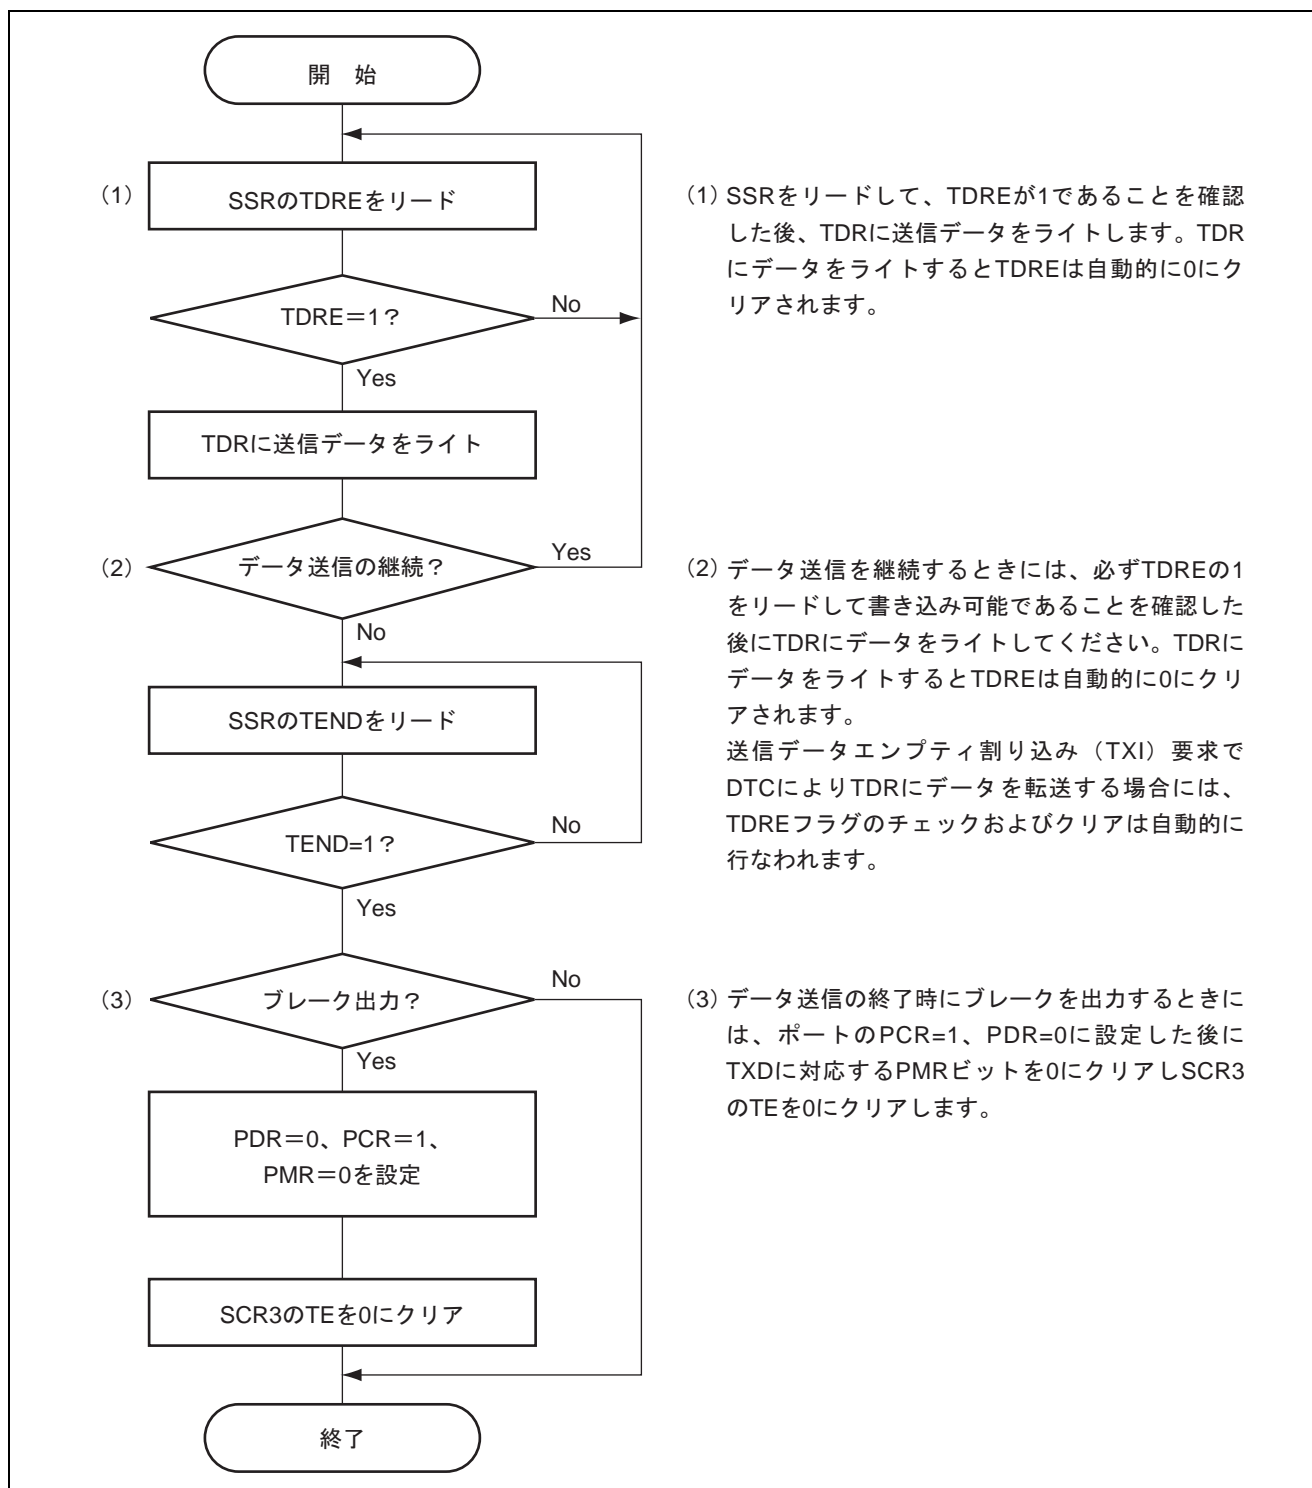 開　始
(1)
SSRのTDREをリード
TDRE＝1？
No
Yes
TDRに送信データをライト
(2)
データ送信の継続？
Yes
No
SSRのTENDをリード
TEND=1？
No
Yes
(3)
ブレーク出力？
No
Yes
PDR＝0、PCR＝1、
PMR＝0を設定
SCR3のTEを0にクリア
終了
(1) SSRをリードして、TDREが1であることを確認
した後、TDRに送信データをライトします。TDR
にデータをライトするとTDREは自動的に0にク
リアされます。
(2) データ送信を継続するときには、必ずTDREの1
をリードして書き込み可能であることを確認した
後にTDRにデータをライトしてください。TDRに
データをライトするとTDREは自動的に0にクリ
アされます。
送信データエンプティ割り込み（TXI）要求で
DTCによりTDRにデータを転送する場合には、
TDREフラグのチェックおよびクリアは自動的に
行なわれます。
(3) データ送信の終了時にブレークを出力するときに
は、ポートのPCR=1、PDR=0に設定した後に
TXDに対応するPMRビットを0にクリアしSCR3
のTEを0にクリアします。